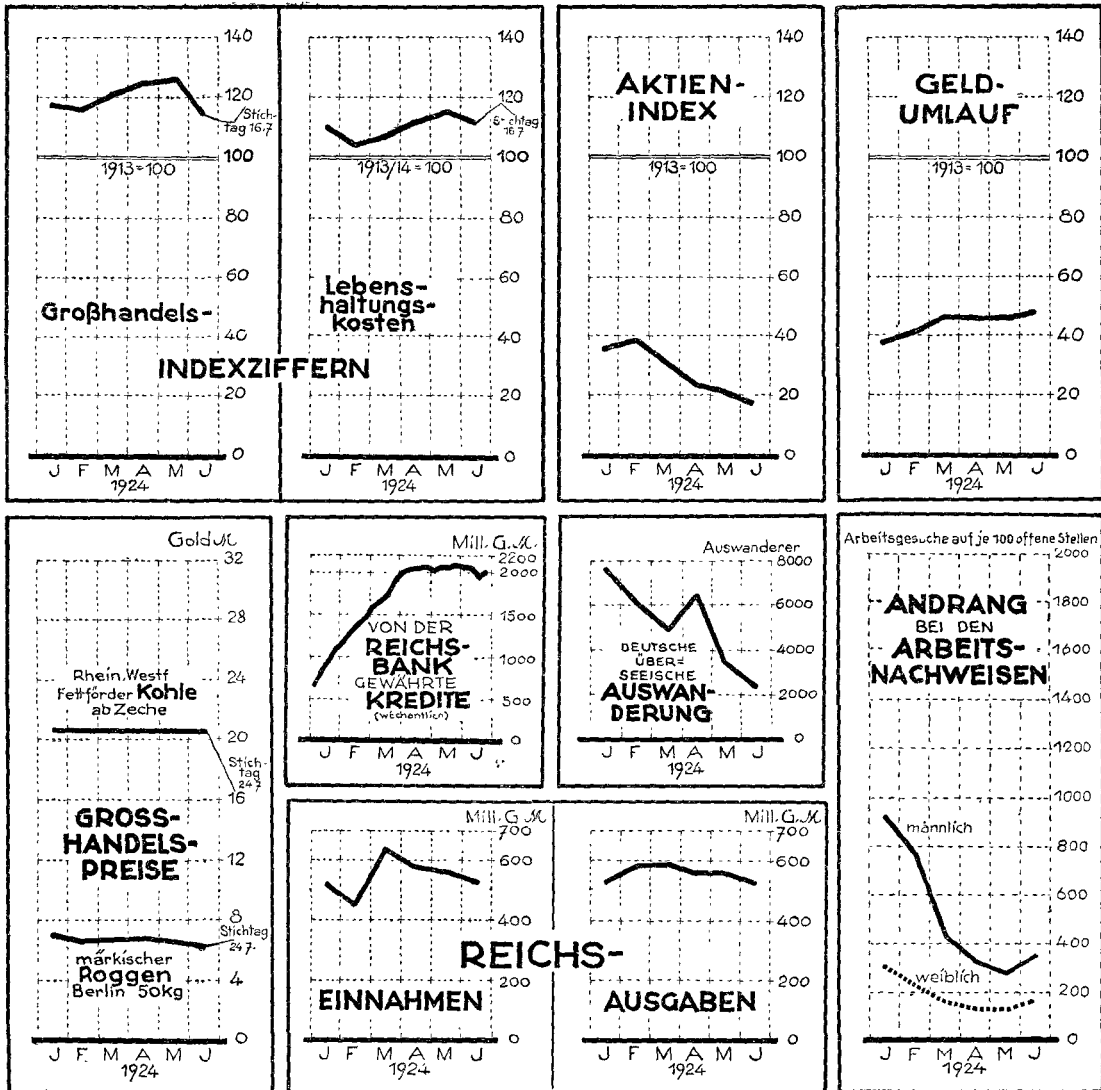 140
120
Stich-
tag 16.7
100
1913=100
80
60
Großhandels-
40
20
0
J F M A M J
1924
140
120
Stichtag
16.7
100
1913/14=100
80
60
Lebens-
haltungs-
kosten
40
20
0
J F M A M J
1924
INDEXZIFFERN
140
AKTIEN-
INDEX
120
100
1913=100
80
60
40
20
0
J F M A M J
1924
140
GELD-
UMLAUF
120
100
1913=100
80
60
40
20
0
J F M A M J
1924
Gold M
32
28
Rhein. Westf
Fettförder Kohle
ab Zeche
24
20
Stich-
tag
24.7
16
GROSS-
HANDELS-
PREISE
12
8
Stichtag
24.7.
märkischer
Roggen
Berlin 50kg
4
0
J F M A M J
1924
Mill. G. M.
2200
2000
1500
1000
500
0
VON DER
REICHS-
BANK
GEWÄHRTE
KREDITE
(wöchentlich)
J F M A M J
1924
Auswanderer
8000
6000
4000
2000
0
DEUTSCHE
ÜBER=
SEEISCHE
AUSWAN-
DERUNG
J F M A M J
1924
Arbeitsgesuche auf je 100 offene Stellen
2000
1800
1600
1400
1200
1000
800
600
400
200
0
ANDRANG
BEI DEN
ARBEITS-
NACHWEISEN
männlich
weiblich
J F M A M J
1924
Mill. G. M.
700
600
400
200
0
EINNAHMEN
J F M A M J
1924
REICHS-
Mill. G. M.
700
600
400
200
0
AUSGABEN
J F M A M J
1924